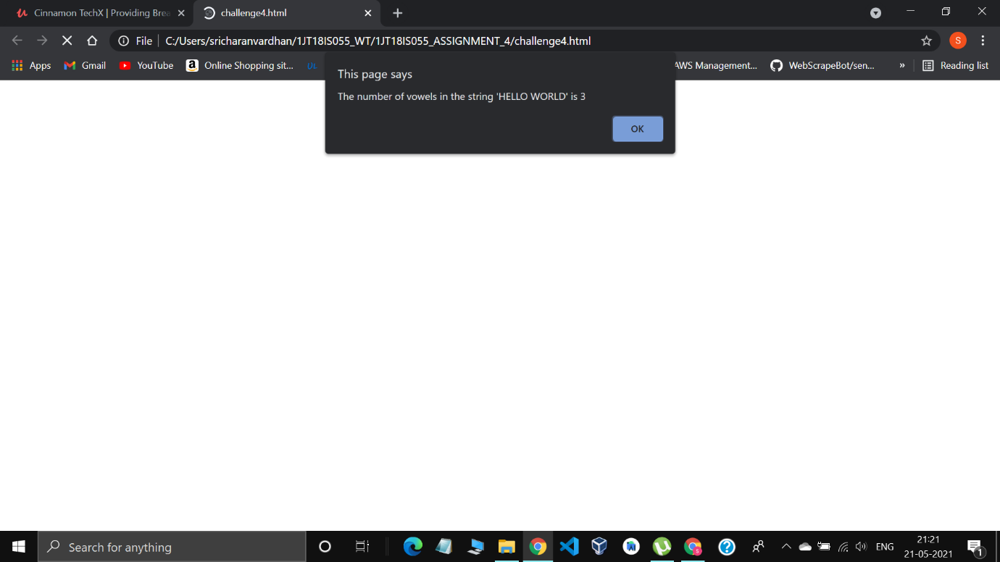 Cinnamon TechX | Providing Brea
challenge4.html
File
C:/Users/sricharanvardhan/1JT18IS055_WT/1JT18IS055_ASSIGNMENT_4/challenge4.html
S
Apps Gmail YouTube Online Shopping sit... AWS Management... WebScrapeBot/sen... » Reading list
This page says
The number of vowels in the string 'HELLO WORLD' is 3
OK
Search for anything
ENG
21:21
21-05-2021
1